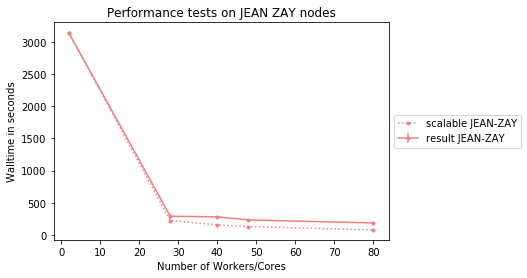 Performance tests on JEAN ZAY nodes
3000
2500
2000
1500
1000
500
0
Walltime in seconds
0 10 20 30 40 50 60 70 80
Number of Workers/Cores
scalable JEAN-ZAY
result JEAN-ZAY